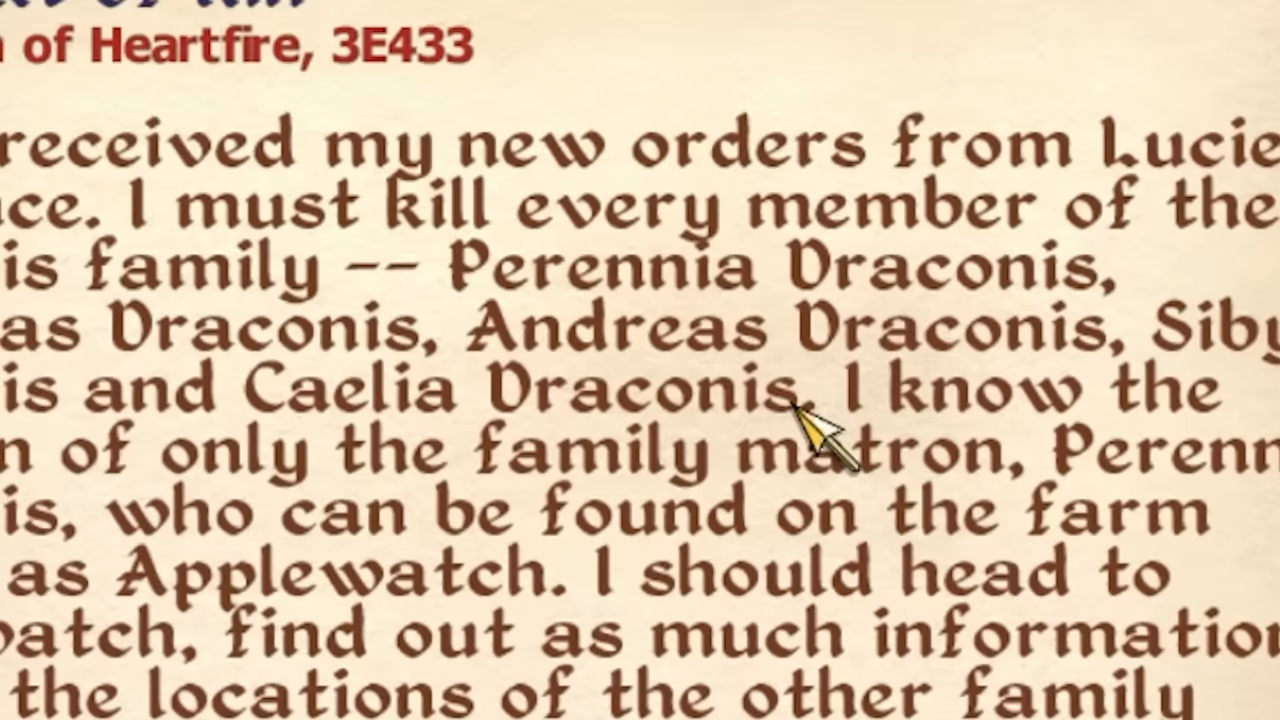 of Heartfire, 3E433
received my new orders from Lucie
ce. I must kill every member of the
is family -- Perennia Draconis,
as Draconis, Andreas Draconis, Siby
is and Caelia Draconis. I know the
n of only the family matron, Perenn
is, who can be found on the farm
as Applewatch. I should head to
watch, find out as much information
the locations of the other family